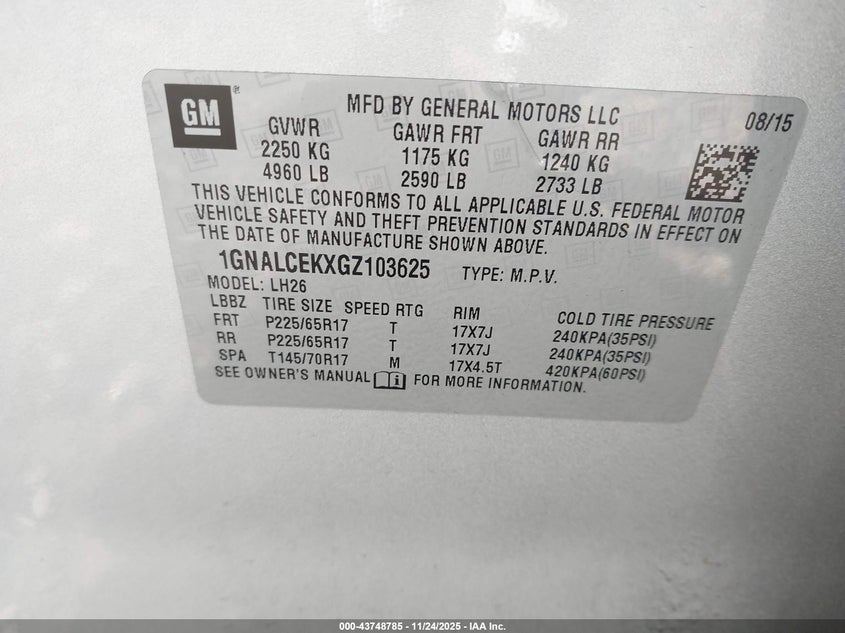 GM®
MFD BY GENERAL MOTORS LLC 08/15
GVWR GAWR FRT GAWR RR
2250 KG 1175 KG 1240 KG
4960 LB 2590 LB 2733 LB
THIS VEHICLE CONFORMS TO ALL APPLICABLE U.S. FEDERAL MOTOR
VEHICLE SAFETY AND THEFT PREVENTION STANDARDS IN EFFECT ON
THE DATE OF MANUFACTURE SHOWN ABOVE.
1GNALCEKXGZ103625 TYPE: M.P.V.
MODEL: LH26
LBBZ TIRE SIZE SPEED RTG RIM COLD TIRE PRESSURE
FRT P225/65R17 T 17X7J 240KPA(35PSI)
RR P225/65R17 T 17X7J 240KPA(35PSI)
SPA T145/70R17 M 17X4.5T 420KPA(60PSI)
SEE OWNER'S MANUAL FOR MORE INFORMATION.
000-43748785 - 11/24/2025 - IAA Inc.